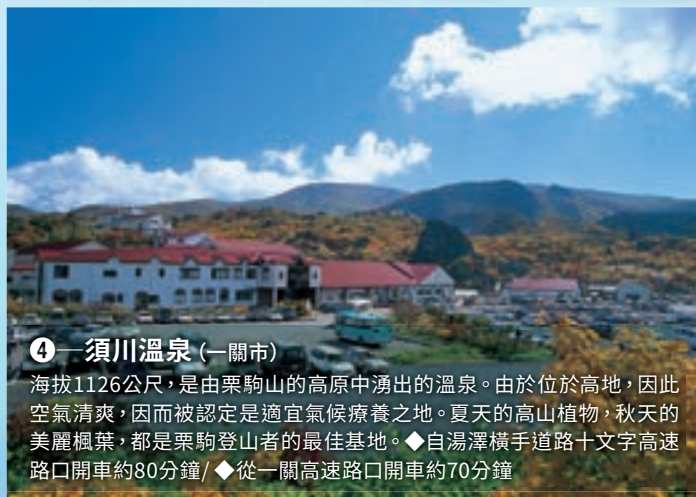 ❹─須川溫泉(一關市)
海拔1126公尺，是由栗駒山的高原中湧出的溫泉。由於位於高地，因此
空氣清爽，因而被認定是適宜氣候療養之地。夏天的高山植物，秋天的
美麗楓葉，都是栗駒登山者的最佳基地。◆自湯澤橫手道路十文字高速
路口開車約80分鐘/ ◆從一關高速路口開車約70分鐘